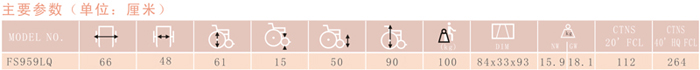 主要参数（单位：厘米）
MODEL NO. (kg) DIM NW GW CTNS 20' FCL CTNS 40' HQ FCL
FS959LQ 66 48 61 15 50 90 100 84x33x93 15.9 18.1 112 264